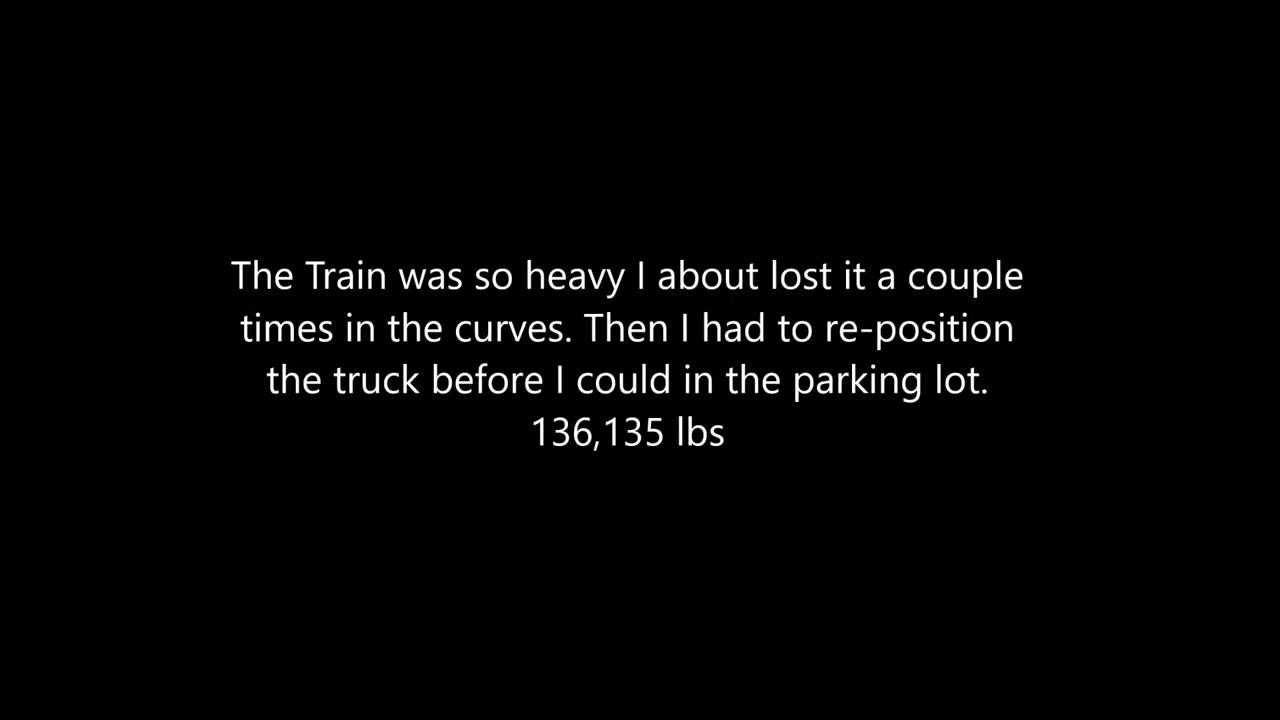 The Train was so heavy I about lost it a couple
times in the curves. Then I had to re-position
the truck before I could in the parking lot.
136,135 lbs